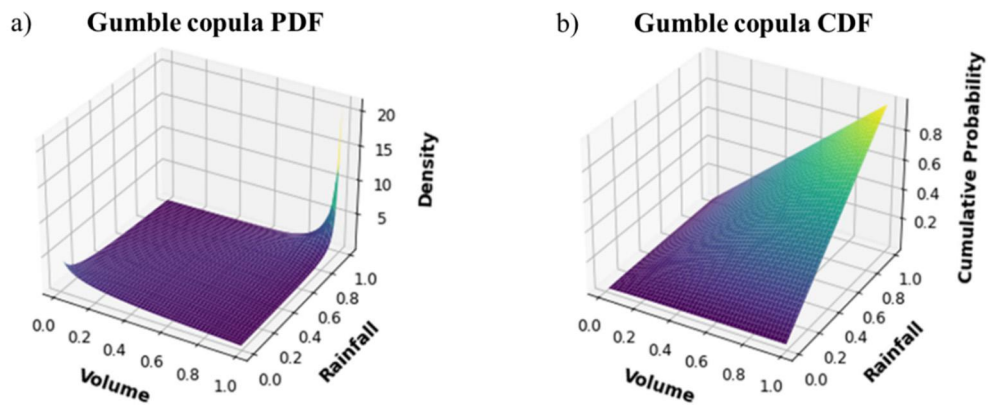 a) Gumble copula PDF
20
15
10
5
Density
0.0 0.2 0.4 0.6 0.8 1.0
Volume
0.0 0.2 0.4 0.6 0.8 1.0
Rainfall
b) Gumble copula CDF
0.8
0.6
0.4
0.2
Cumulative Probability
0.0 0.2 0.4 0.6 0.8 1.0
Volume
0.0 0.2 0.4 0.6 0.8 1.0
Rainfall